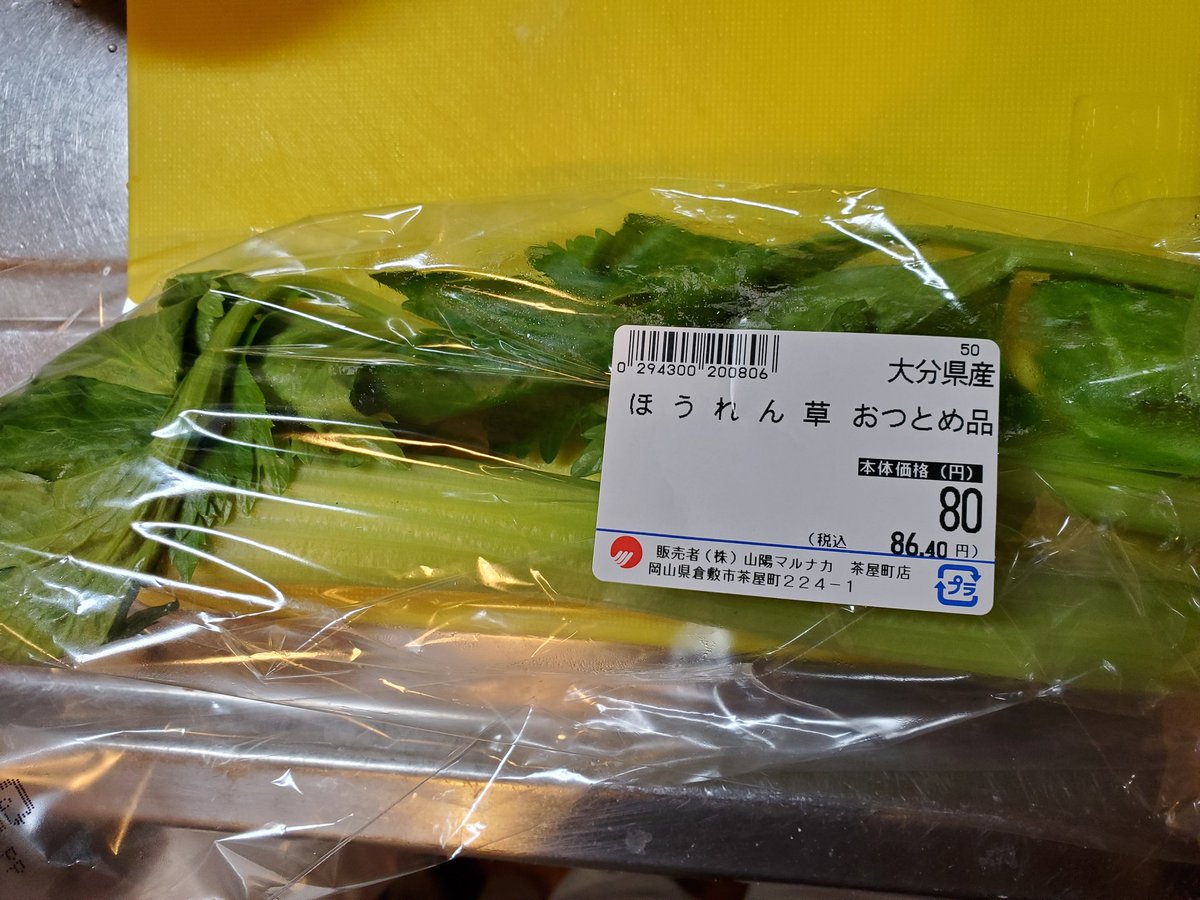 50
0 294300 200806
大分県産
ほうれん草 おつとめ品
本体価格(円)
80
(税込 86.40円)
販売者(株)山陽マルナカ 茶屋町店
岡山県倉敷市茶屋町224-1
プラ